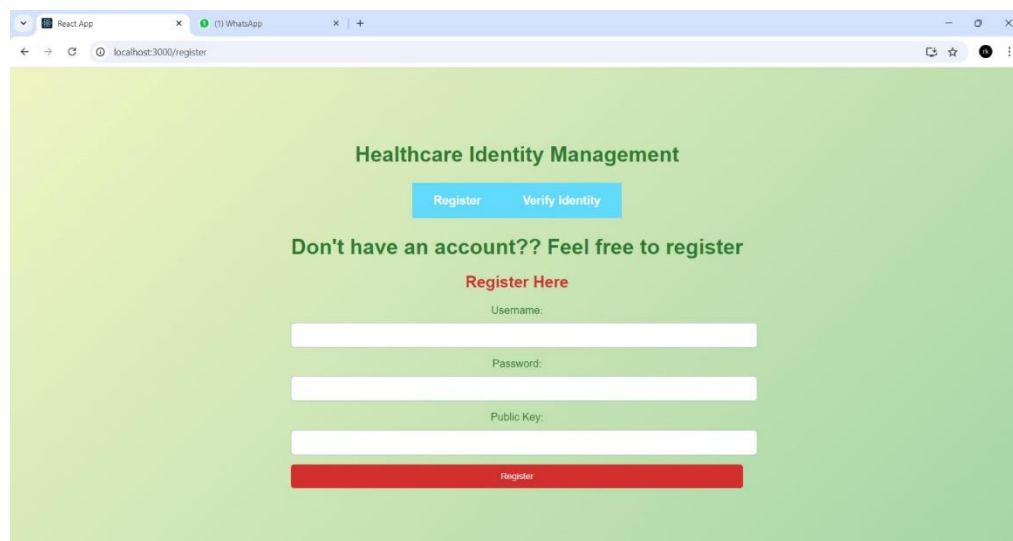 React App
(1) WhatsApp
localhost:3000/register
Healthcare Identity Management
Register Verify Identity
Don't have an account?? Feel free to register
Register Here
Username:
Password:
Public Key:
Register